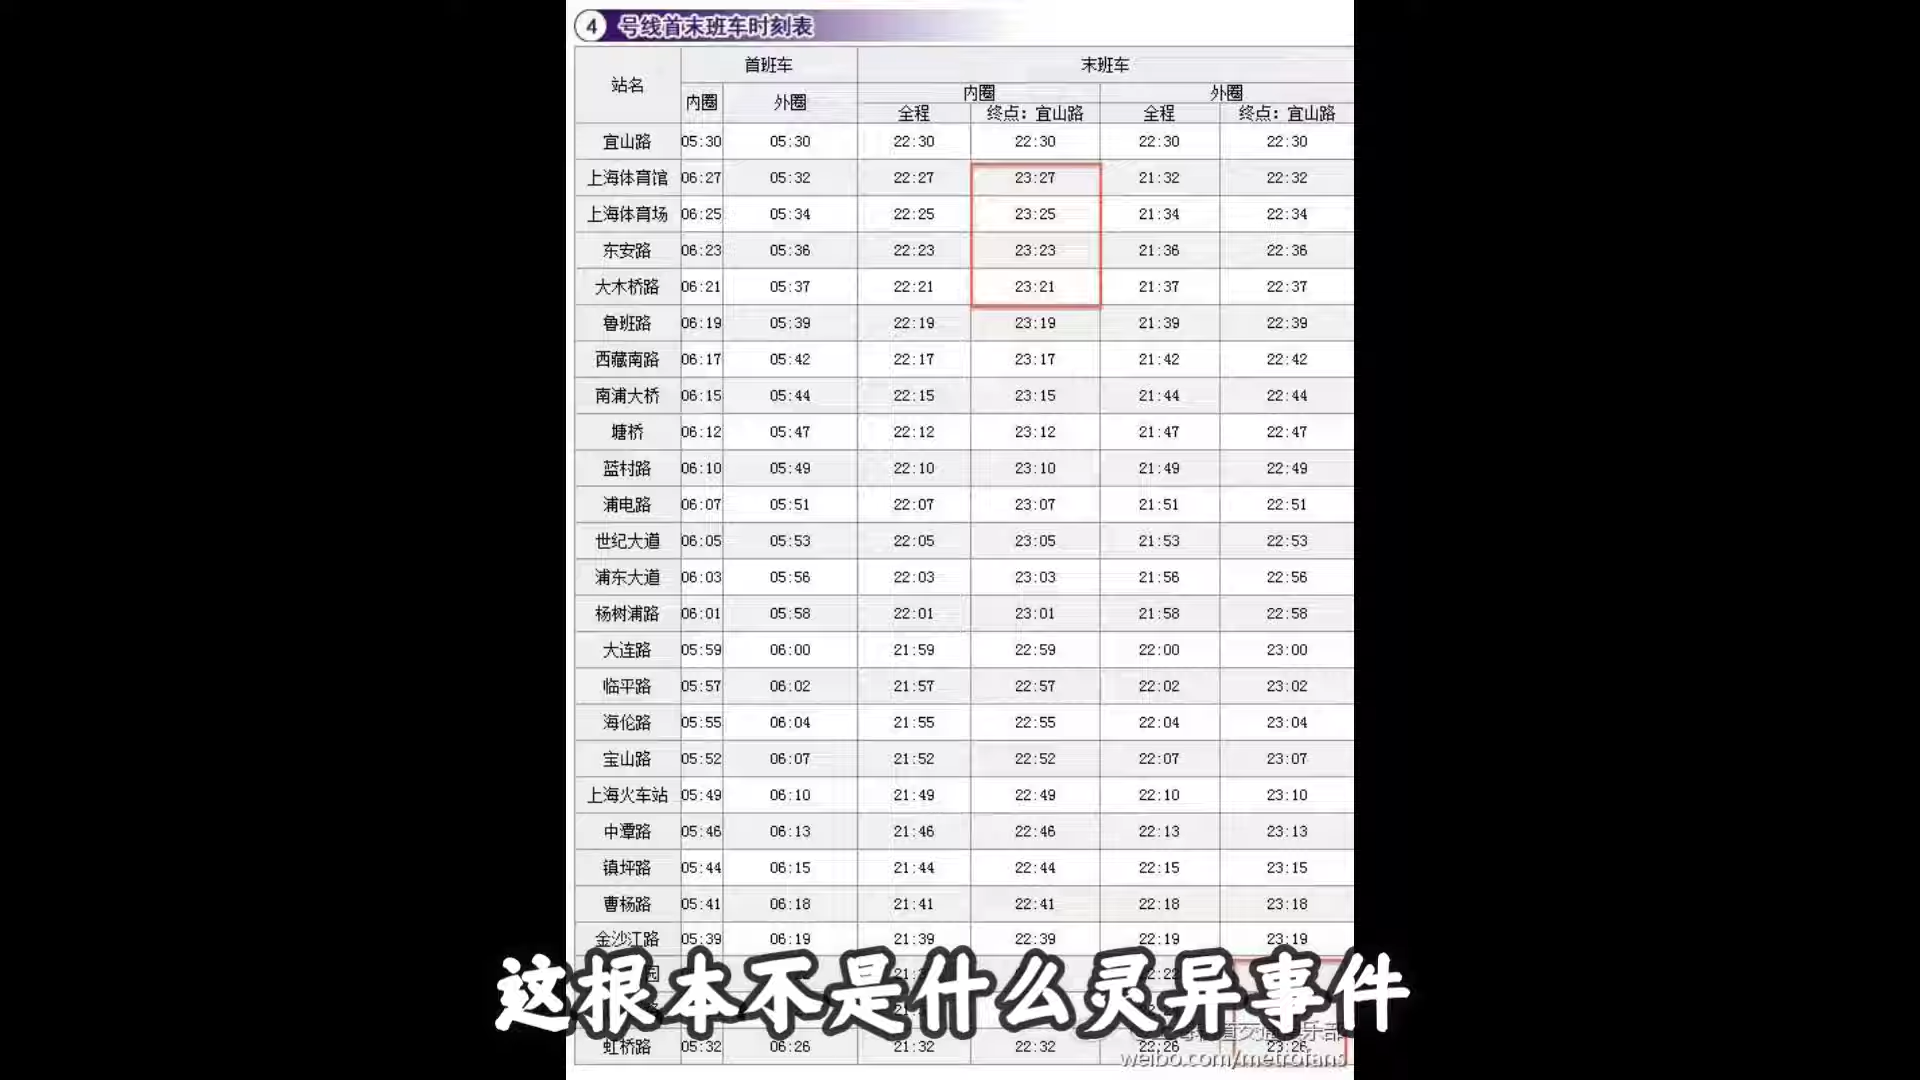 4 号线首末班车时刻表
站名 首班车 末班车
内圈 外圈 内圈 外圈
全程 终点：宜山路 全程 终点：宜山路
宜山路 05:30 05:30 22:30 22:30 22:30 22:30
上海体育馆 06:27 05:32 22:27 23:27 21:32 22:32
上海体育场 06:25 05:34 22:25 23:25 21:34 22:34
东安路 06:23 05:36 22:23 23:23 21:36 22:36
大木桥路 06:21 05:37 22:21 23:21 21:37 22:37
鲁班路 06:19 05:39 22:19 23:19 21:39 22:39
西藏南路 06:17 05:42 22:17 23:17 21:42 22:42
南浦大桥 06:15 05:44 22:15 23:15 21:44 22:44
塘桥 06:12 05:47 22:12 23:12 21:47 22:47
蓝村路 06:10 05:49 22:10 23:10 21:49 22:49
浦电路 06:07 05:51 22:07 23:07 21:51 22:51
世纪大道 06:05 05:53 22:05 23:05 21:53 22:53
浦东大道 06:03 05:56 22:03 23:03 21:56 22:56
杨树浦路 06:01 05:58 22:01 23:01 21:58 22:58
大连路 05:59 06:00 21:59 22:59 22:00 23:00
临平路 05:57 06:02 21:57 22:57 22:02 23:02
海伦路 05:55 06:04 21:55 22:55 22:04 23:04
宝山路 05:52 06:07 21:52 22:52 22:07 23:07
上海火车站 05:49 06:10 21:49 22:49 22:10 23:10
中潭路 05:46 06:13 21:46 22:46 22:13 23:13
镇坪路 05:44 06:15 21:44 22:44 22:15 23:15
曹杨路 05:41 06:18 21:41 22:41 22:18 23:18
金沙江路 05:39 06:19 21:39 22:39 22:19 23:19
这根本不是什么灵异事件
虹桥路 05:32 06:26 21:32 22:32 22:26 23:26
weibo.com/metrofans